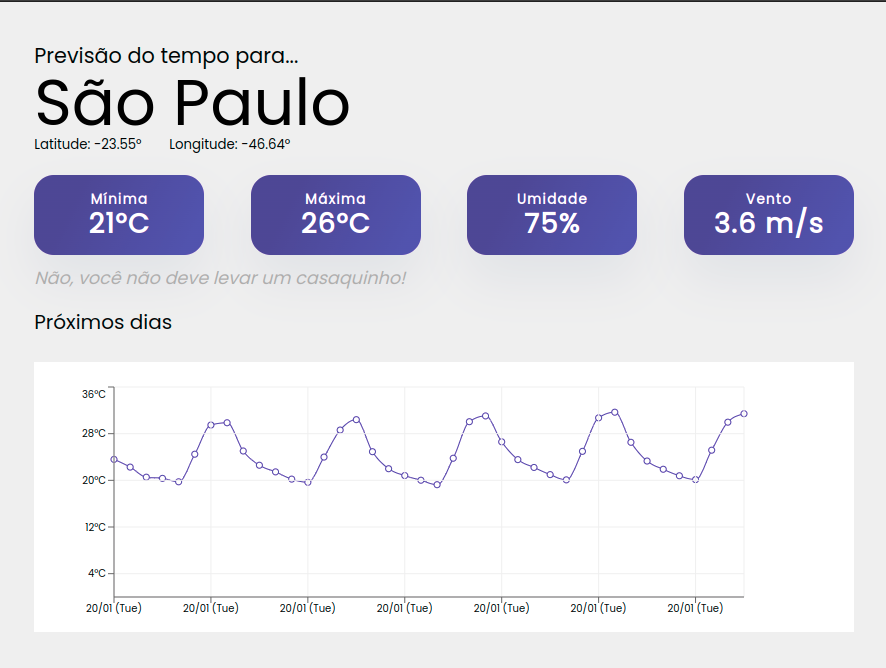 Previsão do tempo para...
São Paulo
Latitude: -23.55º Longitude: -46.64º
Mínima Máxima Umidade Vento
21ºC 26ºC 75% 3.6 m/s
Não, você não deve levar um casaquinho!
Próximos dias
36ºC
28ºC
20ºC
12ºC
4ºC
20/01 (Tue) 20/01 (Tue) 20/01 (Tue) 20/01 (Tue) 20/01 (Tue) 20/01 (Tue) 20/01 (Tue)